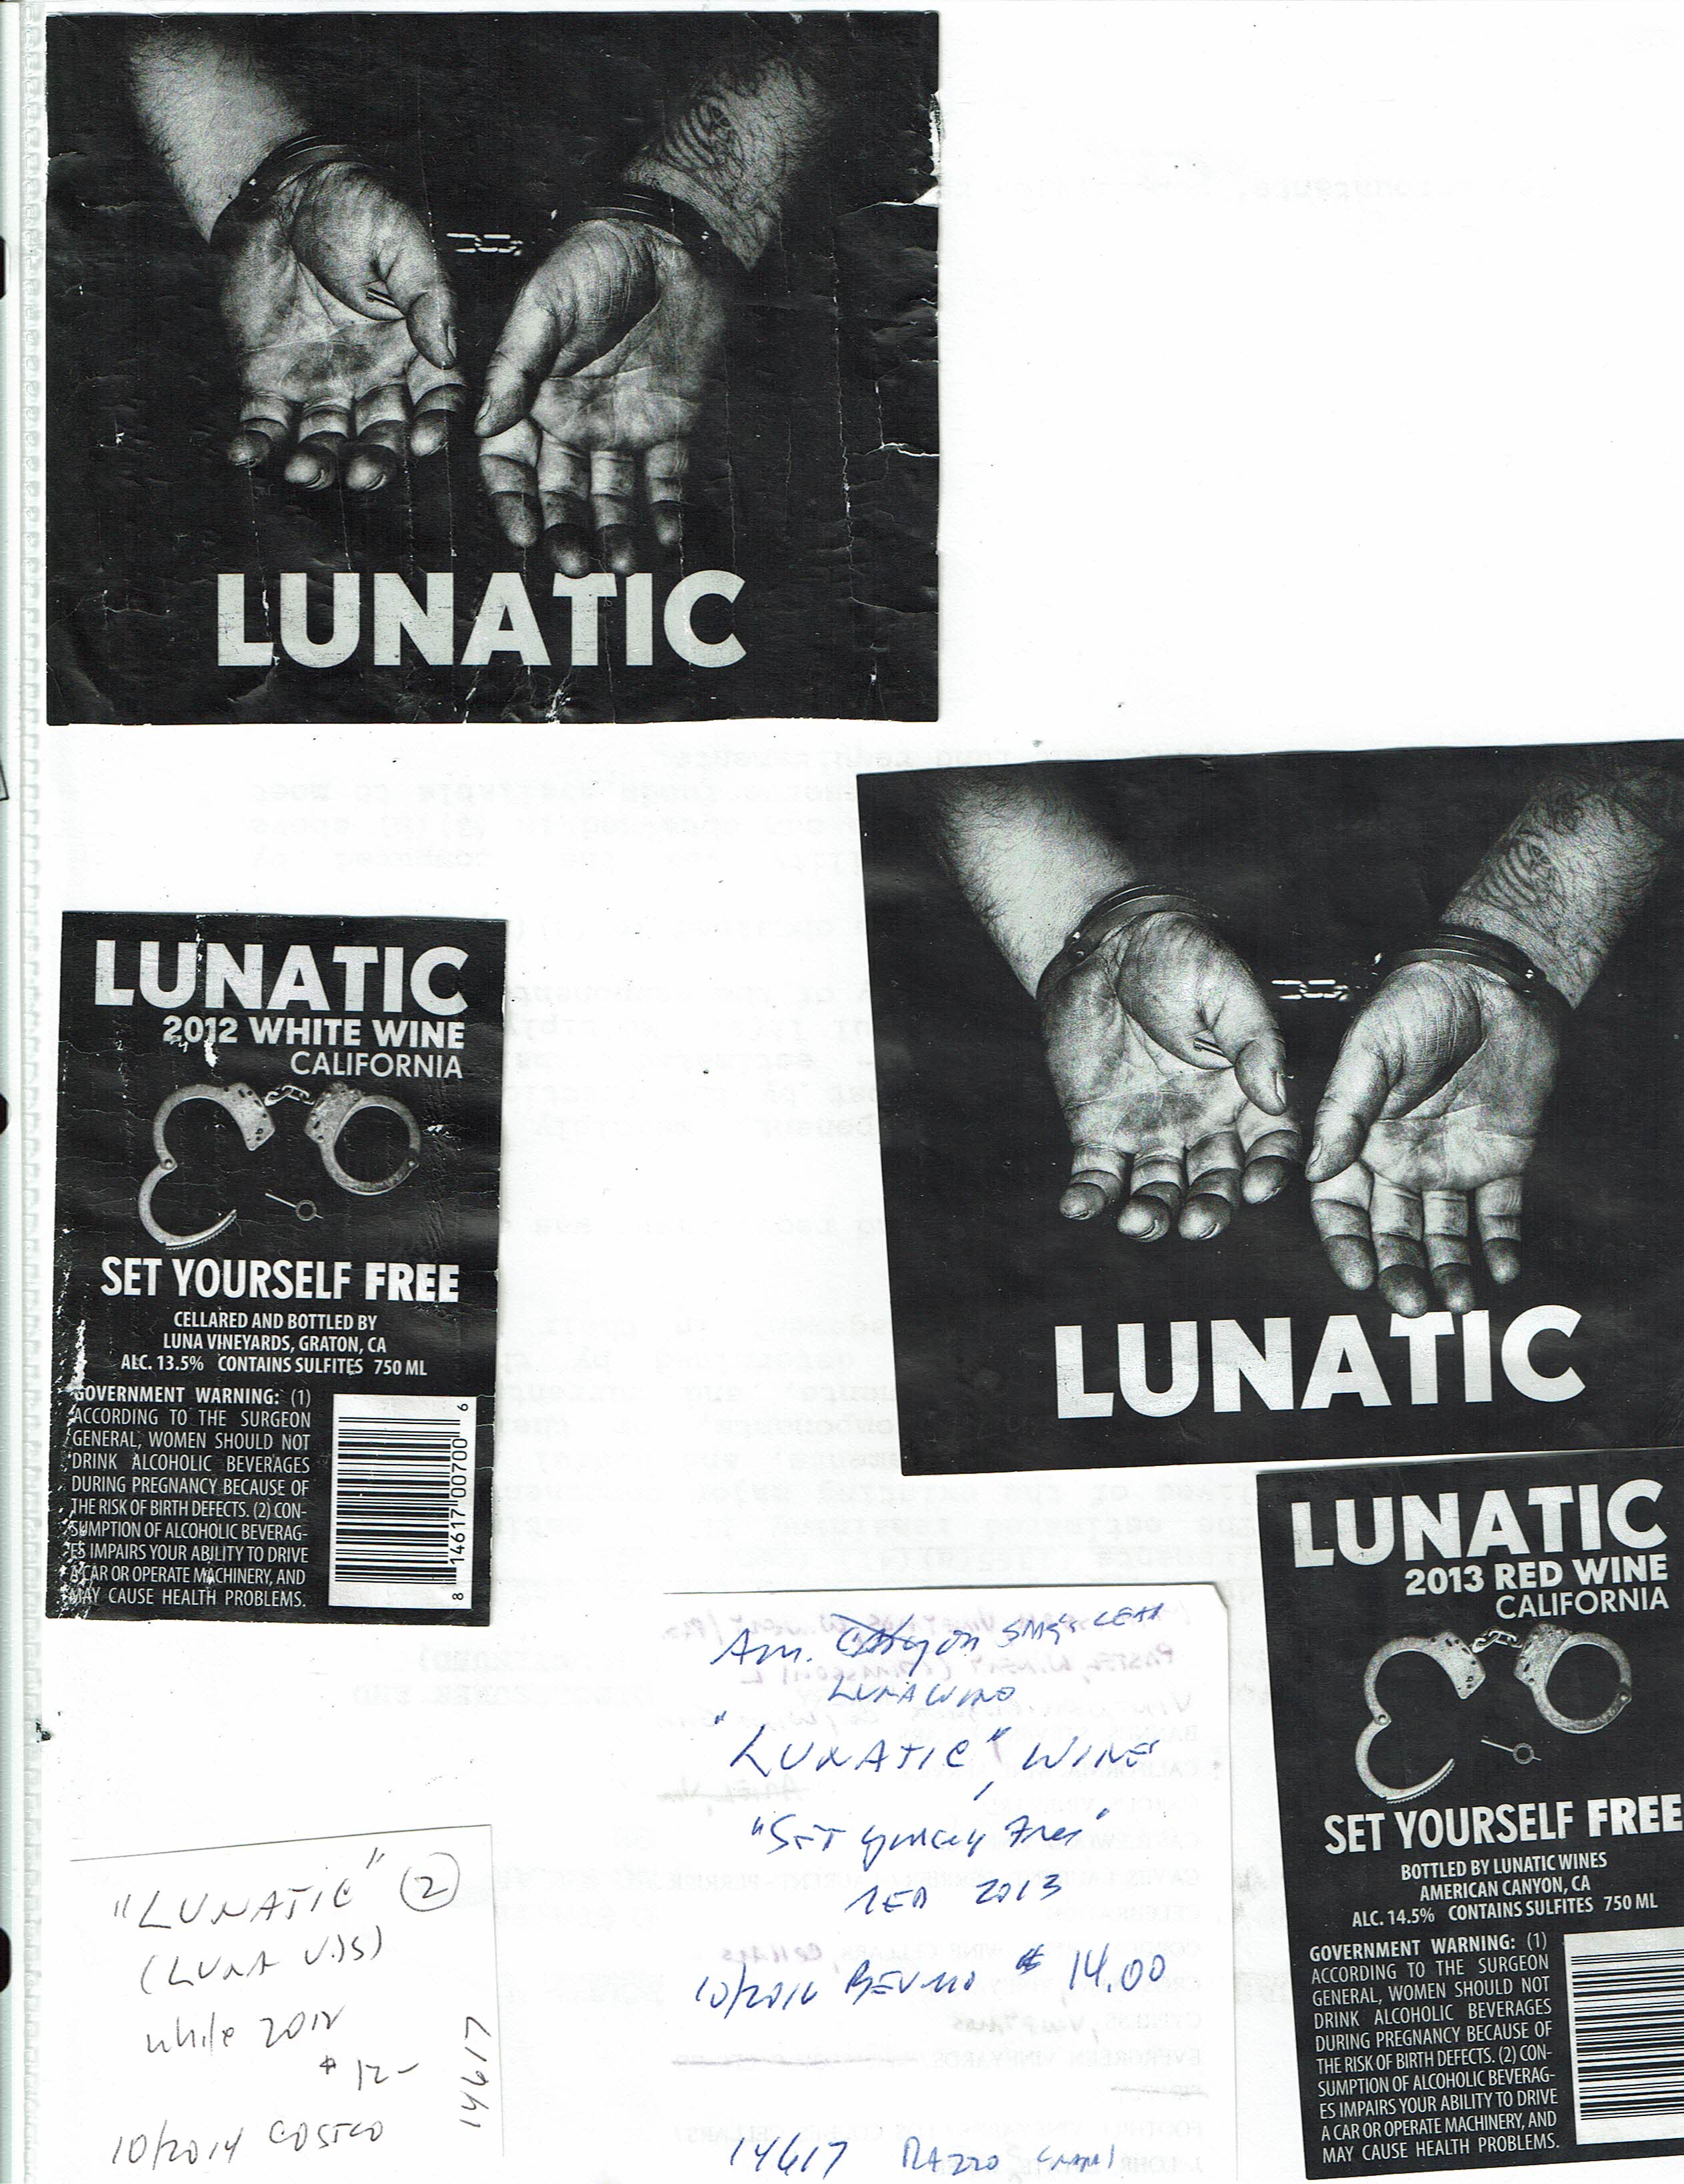 LUNATIC
LUNATIC
LUNATIC
2012 WHITE WINE
CALIFORNIA
SET YOURSELF FREE
CELLARED AND BOTTLED BY
LUNA VINEYARDS, GRATON, CA
ALC. 13.5% CONTAINS SULFITES 750 ML
GOVERNMENT WARNING: (1)
ACCORDING TO THE SURGEON
GENERAL, WOMEN SHOULD NOT
DRINK ALCOHOLIC BEVERAGES
DURING PREGNANCY BECAUSE OF
THE RISK OF BIRTH DEFECTS. (2) CON-
SUMPTION OF ALCOHOLIC BEVERAG-
ES IMPAIRS YOUR ABILITY TO DRIVE
A CAR OR OPERATE MACHINERY, AND
MAY CAUSE HEALTH PROBLEMS.
8 14617 00700 6
LUNATIC
2013 RED WINE
CALIFORNIA
SET YOURSELF FREE
BOTTLED BY LUNATIC WINES
AMERICAN CANYON, CA
ALC. 14.5% CONTAINS SULFITES 750 ML
GOVERNMENT WARNING: (1)
ACCORDING TO THE SURGEON
GENERAL, WOMEN SHOULD NOT
DRINK ALCOHOLIC BEVERAGES
DURING PREGNANCY BECAUSE OF
THE RISK OF BIRTH DEFECTS. (2) CON-
SUMPTION OF ALCOHOLIC BEVERAG-
ES IMPAIRS YOUR ABILITY TO DRIVE
A CAR OR OPERATE MACHINERY, AND
MAY CAUSE HEALTH PROBLEMS.
Am.
"LUNATIC", WINE
"SET Free"
RED 2013
10/2016 BEVMO $14.00
14617
"LUNATIC" (2)
(LUNA V.)S)
white 2012
$12-
10/2014 COSTCO
14617